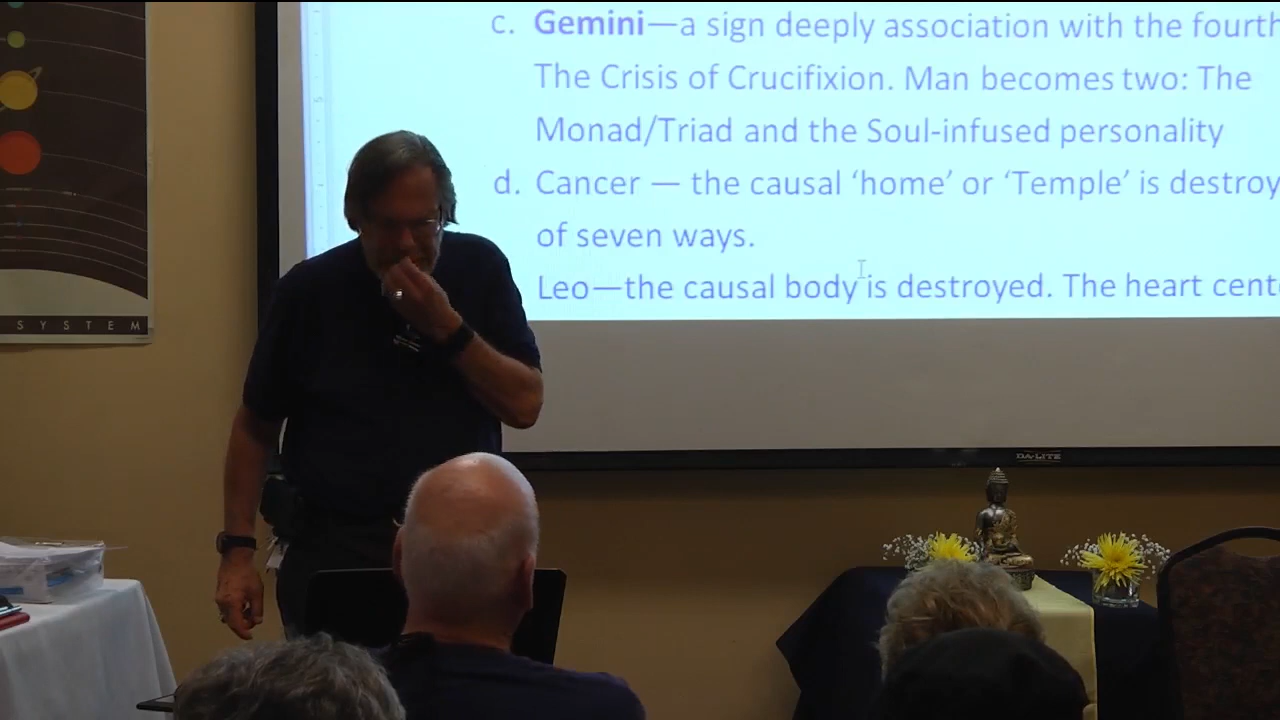 c. Gemini—a sign deeply association with the fourth
The Crisis of Crucifixion. Man becomes two: The
Monad/Triad and the Soul-infused personality
d. Cancer — the causal ‘home’ or ‘Temple’ is destroy
of seven ways.
Leo—the causal body is destroyed. The heart cent
SYSTEM
DA-LITE